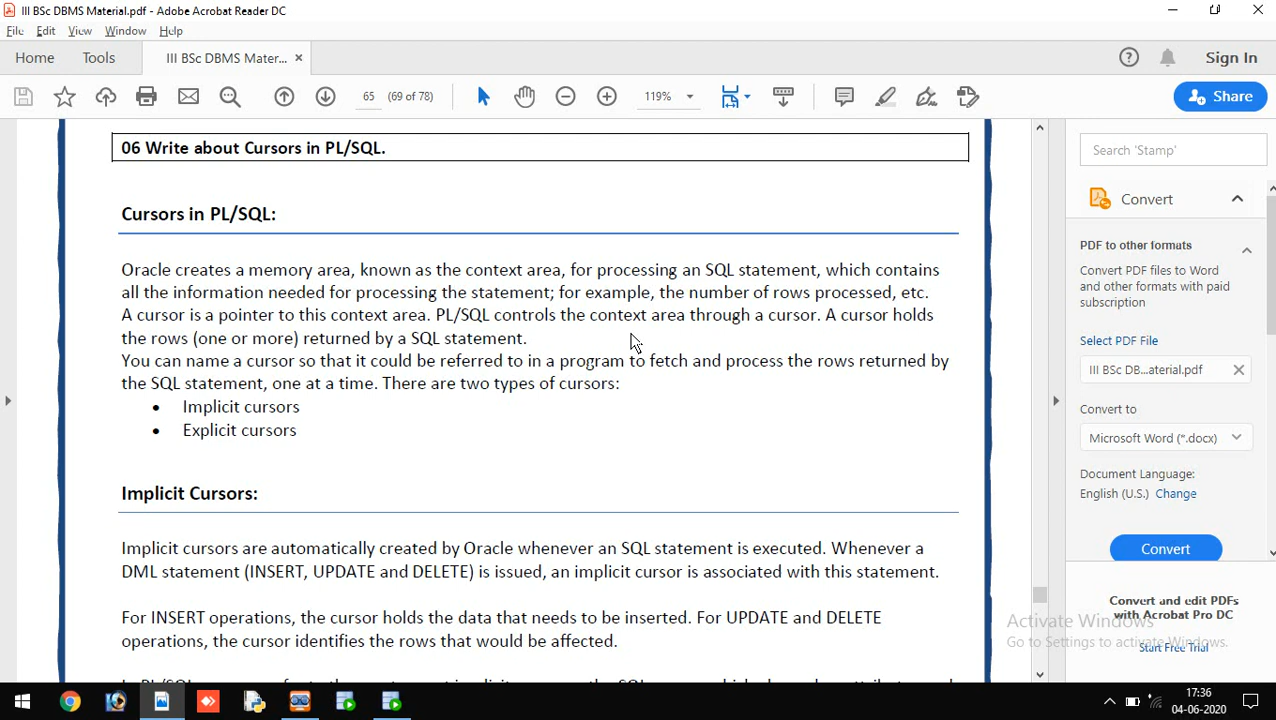 III BSc DBMS Material.pdf - Adobe Acrobat Reader DC
File Edit View Window Help
Home Tools III BSc DBMS Mater... ×
Sign In
65 (69 of 78) 119% Share
06 Write about Cursors in PL/SQL.
Cursors in PL/SQL:
Oracle creates a memory area, known as the context area, for processing an SQL statement, which contains
all the information needed for processing the statement; for example, the number of rows processed, etc.
A cursor is a pointer to this context area. PL/SQL controls the context area through a cursor. A cursor holds
the rows (one or more) returned by a SQL statement.
You can name a cursor so that it could be referred to in a program to fetch and process the rows returned by
the SQL statement, one at a time. There are two types of cursors:
• Implicit cursors
• Explicit cursors
Implicit Cursors:
Implicit cursors are automatically created by Oracle whenever an SQL statement is executed. Whenever a
DML statement (INSERT, UPDATE and DELETE) is issued, an implicit cursor is associated with this statement.
For INSERT operations, the cursor holds the data that needs to be inserted. For UPDATE and DELETE
operations, the cursor identifies the rows that would be affected.
Search 'Stamp'
Convert
PDF to other formats
Convert PDF files to Word
and other formats with paid
subscription
Select PDF File
III BSc DB...aterial.pdf
Convert to
Microsoft Word (*.docx)
Document Language:
English (U.S.) Change
Convert
Convert and edit PDFs
with Acrobat Pro DC
Start Free Trial
Activate Windows
Go to Settings to activate Windows.
17:36
04-06-2020